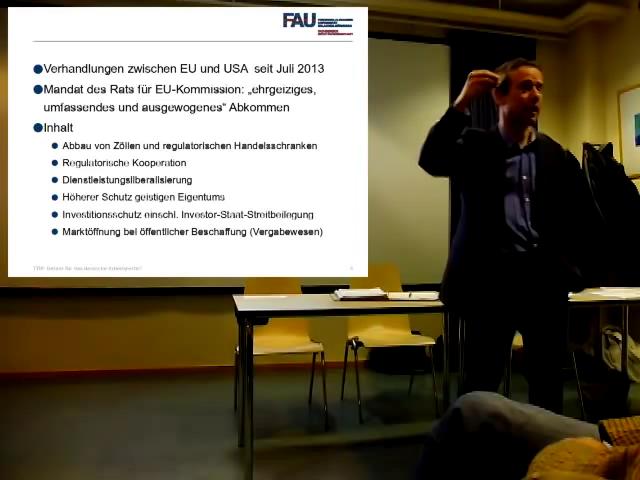 FAU
Verhandlungen zwischen EU und USA seit Juli 2013
Mandat des Rats für EU-Kommission: „ehrgeiziges,
umfassendes und ausgewogenes“ Abkommen
Inhalt
Abbau von Zöllen und regulatorischen Handelsschranken
Regulatorische Kooperation
Dienstleistungsliberalisierung
Höherer Schutz geistigen Eigentums
Investitionsschutz einschl. Investor-Staat-Streitbeilegung
Marktöffnung bei öffentlicher Beschaffung (Vergabewesen)